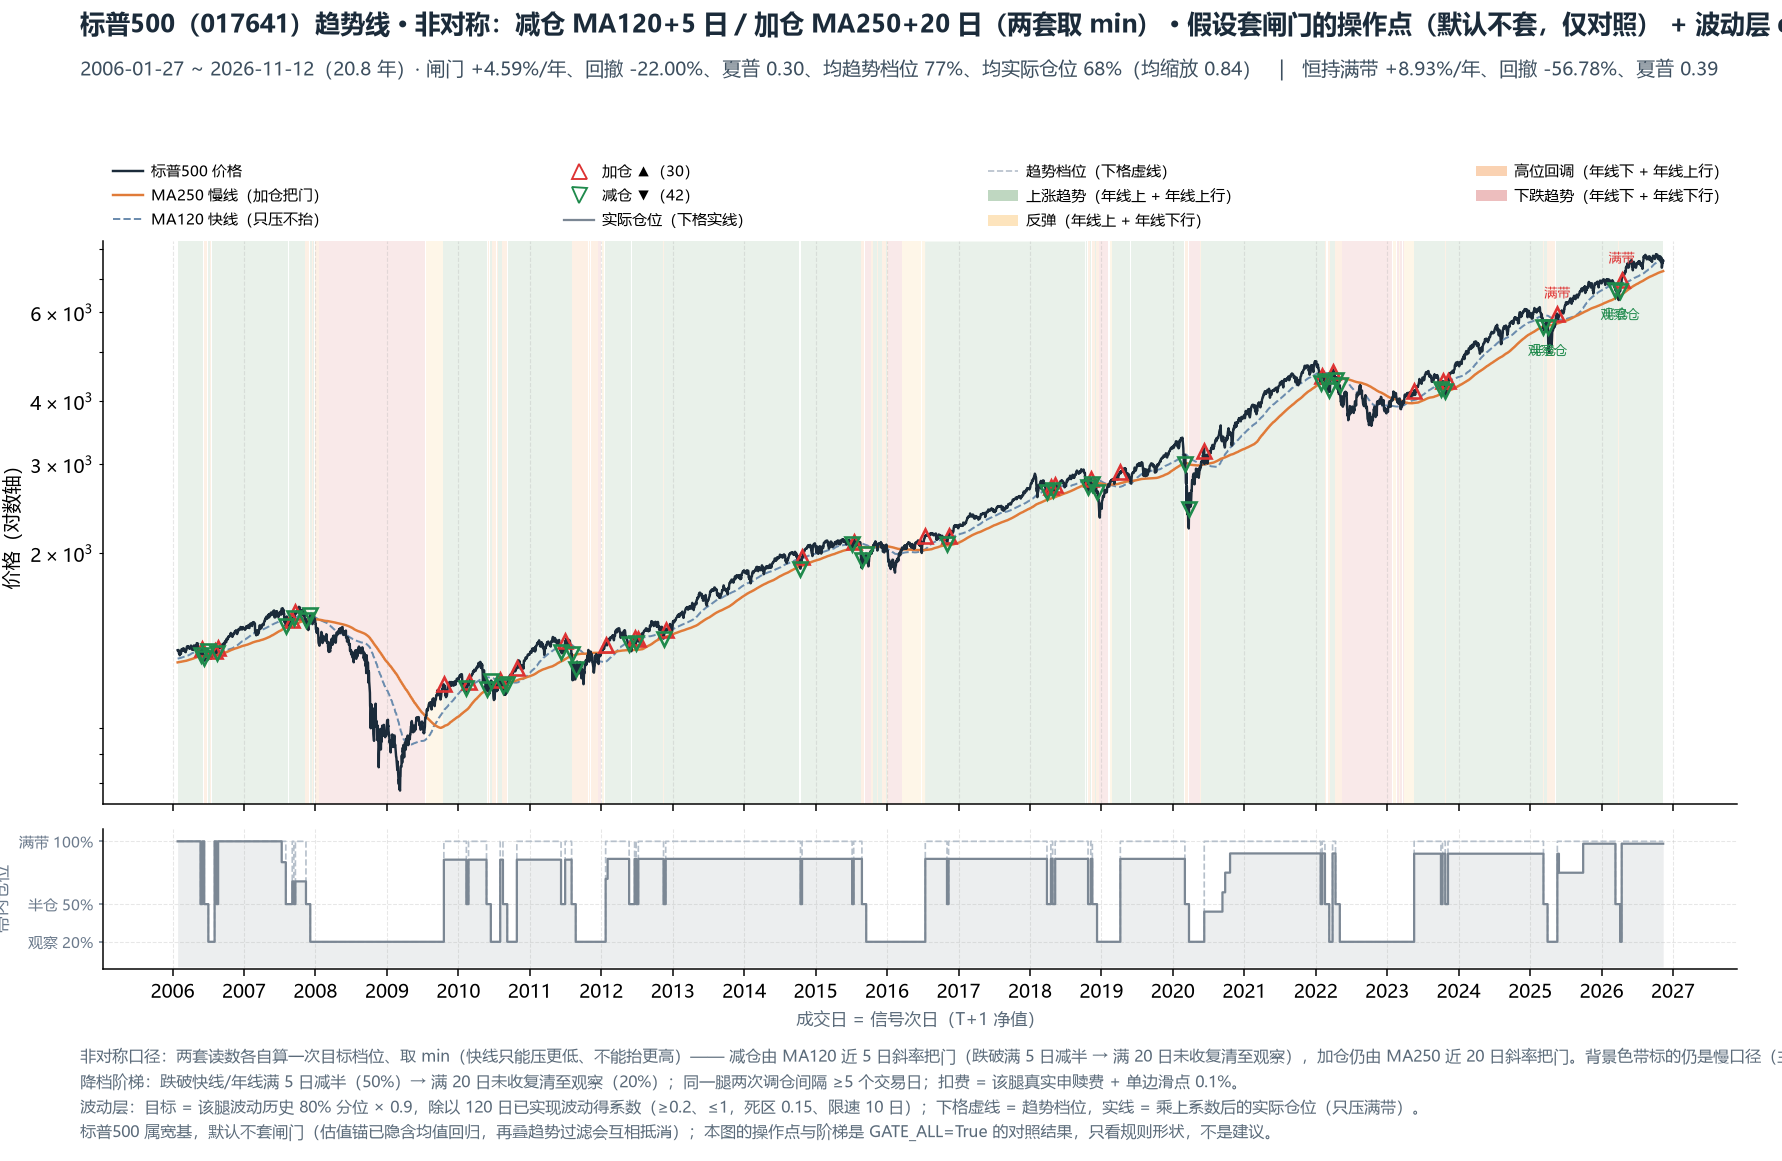 标普500（017641）趋势线 • 非对称：减仓 MA120+5 日 / 加仓 MA250+20 日（两套取 min） • 假设套闸门的操作点（默认不套，仅对照） + 波动层
2006-01-27 ~ 2026-11-12（20.8 年）· 闸门 +4.59%/年、回撤 -22.00%、夏普 0.30、均趋势档位 77%、均实际仓位 68%（均缩放 0.84） | 恒持满带 +8.93%/年、回撤 -56.78%、夏普 0.39
标普500 价格
MA250 慢线（加仓把门）
MA120 快线（只压不抬）
加仓 ▲（30）
减仓 ▼（42）
实际仓位（下格实线）
趋势档位（下格虚线）
上涨趋势（年线上 + 年线上行）
反弹（年线上 + 年线下行）
高位回调（年线下 + 年线上行）
下跌趋势（年线下 + 年线下行）
价格（对数轴）
6 × 10³
4 × 10³
3 × 10³
2 × 10³
满带
满带
满带 100%
半仓 50%
观察 20%
2006 2007 2008 2009 2010 2011 2012 2013 2014 2015 2016 2017 2018 2019 2020 2021 2022 2023 2024 2025 2026 2027
成交日 = 信号次日（T+1 净值）
非对称口径：两套读数各自算一次目标档位、取 min（快线只能压更低、不能抬更高）—— 减仓由 MA120 近 5 日斜率把门（跌破满 5 日减半 → 满 20 日未收复清至观察），加仓仍由 MA250 近 20 日斜率把门。背景色带标的仍是慢口径（
降档阶梯：跌破快线/年线满 5 日减半（50%）→ 满 20 日未收复清至观察（20%）；同一腿两次调仓间隔 ≥5 个交易日；扣费 = 该腿真实申赎费 + 单边滑点 0.1%。
波动层：目标 = 该腿波动历史 80% 分位 × 0.9，除以 120 日已实现波动得系数（≥0.2、≤1，死区 0.15、限速 10 日）；下格虚线 = 趋势档位，实线 = 乘上系数后的实际仓位（只压满带）。
标普500 属宽基，默认不套闸门（估值锚已隐含均值回归，再叠趋势过滤会互相抵消）；本图的操作点与阶梯是 GATE_ALL=True 的对照结果，只看规则形状，不是建议。